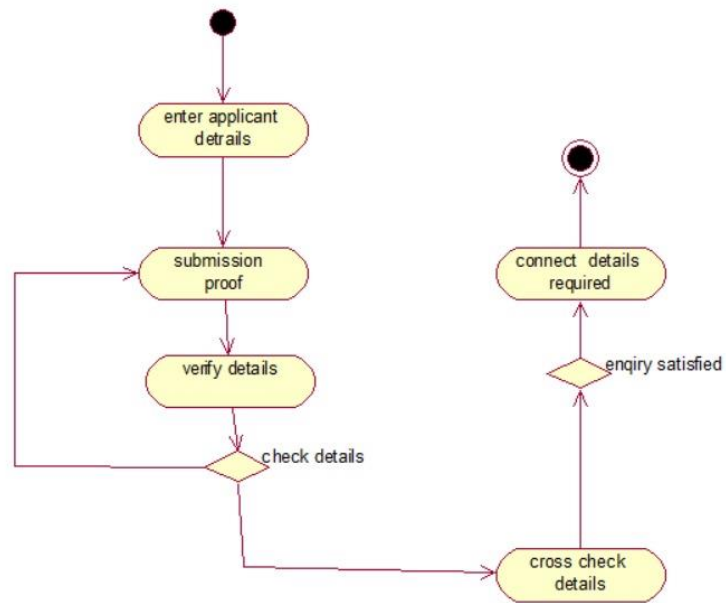 enter applicant
detrails
submission
proof
verify details
check details
cross check
details
enqiry satisfied
connect details
required